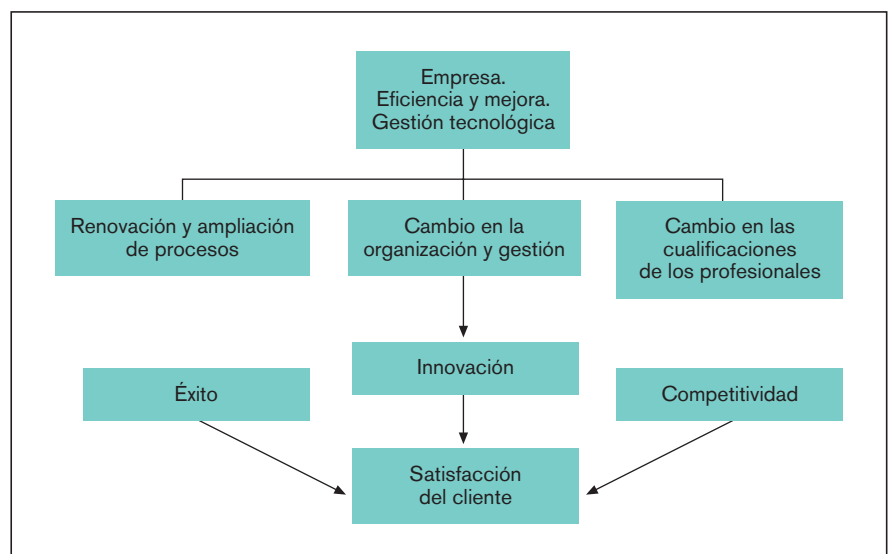 Empresa.
Eficiencia y mejora.
Gestión tecnológica
Renovación y ampliación
de procesos
Cambio en la
organización y gestión
Cambio en las
cualificaciones
de los profesionales
Innovación
Éxito
Competitividad
Satisfacción
del cliente